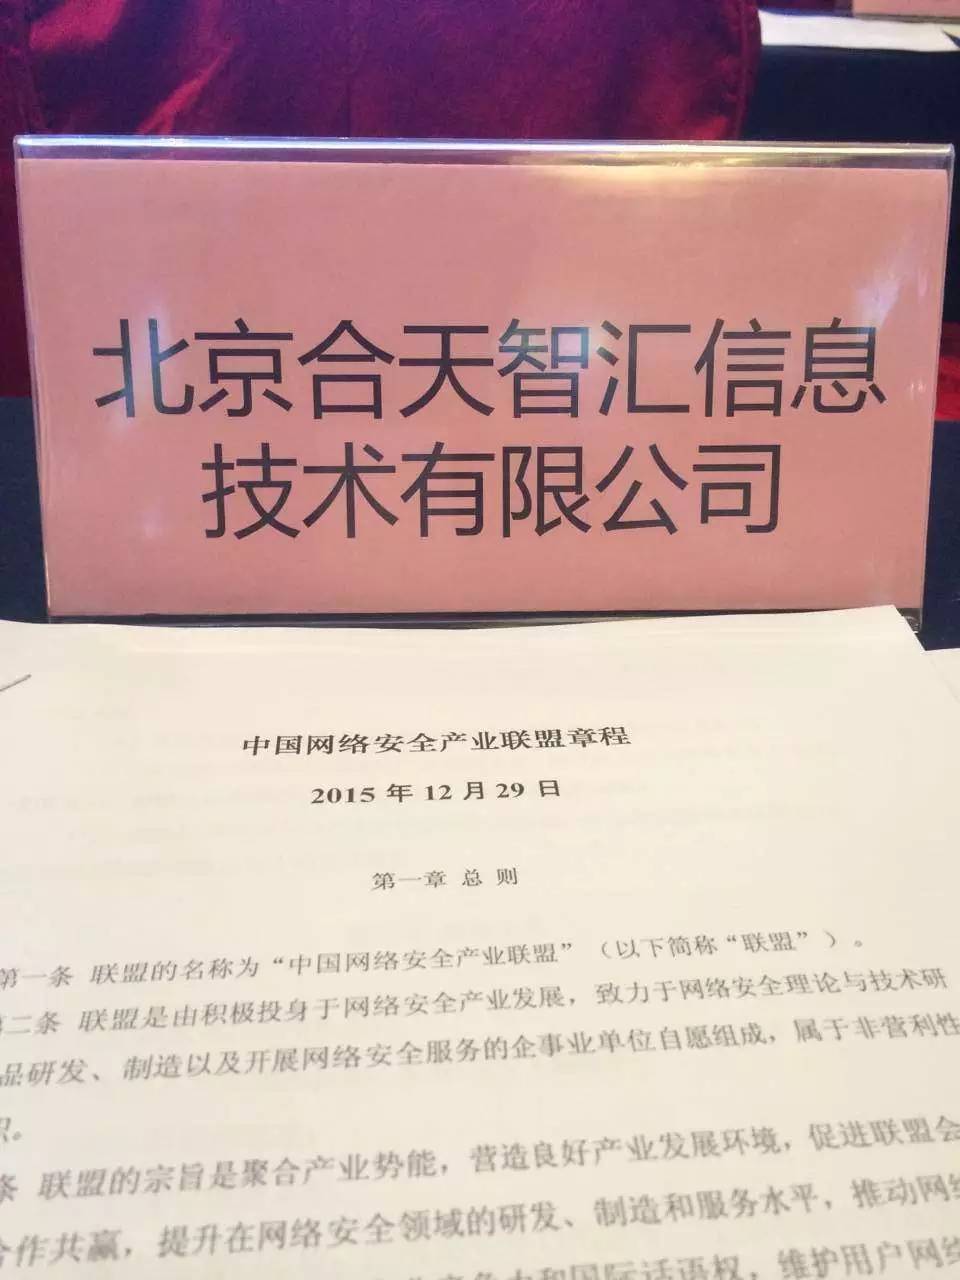 北京合天智汇信息
技术有限公司
中国网络安全产业联盟章程
2015 年 12 月 29 日
第一章 总 则
第一条 联盟的名称为“中国网络安全产业联盟”（以下简称“联盟”）。
第二条 联盟是由积极投身于网络安全产业发展，致力于网络安全理论与技术研
品研发、制造以及开展网络安全服务的企事业单位自愿组成，属于非营利性
织。
条 联盟的宗旨是聚合产业势能，营造良好产业发展环境，促进联盟会
合作共赢，提升在网络安全领域的研发、制造和服务水平，推动网络
业竞争力和国际话语权，维护用户网络